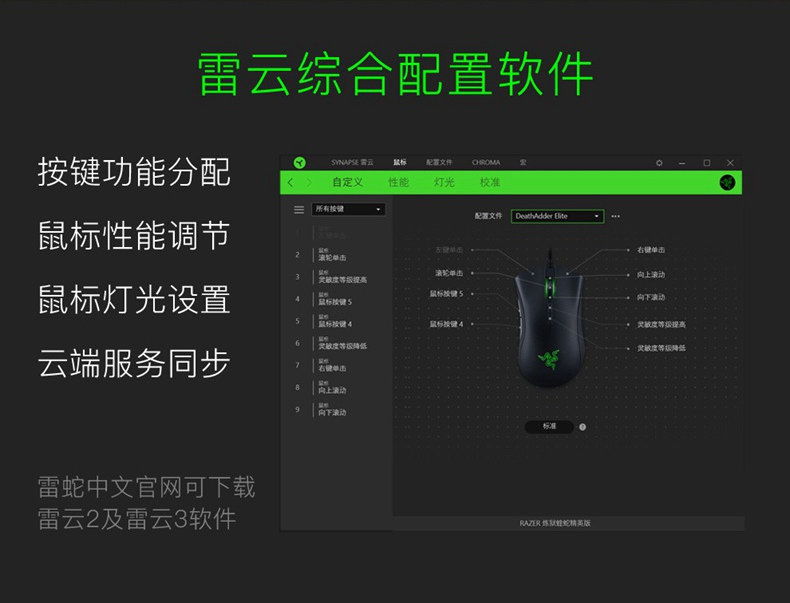 雷云综合配置软件
按键功能分配
鼠标性能调节
鼠标灯光设置
云端服务同步
雷蛇中文官网可下载
雷云2及雷云3软件
SYNAPSE 雷云 鼠标 配置文件 CHROMA 宏
自定义 性能 灯光 校准
所有按键
配置文件 DeathAdder Elite
2 鼠标
滚轮单击
3 鼠标
灵敏度等级提高
4 鼠标
鼠标按键 5
5 鼠标
鼠标按键 4
6 鼠标
灵敏度等级降低
7 鼠标
右键单击
8 鼠标
向上滚动
9 鼠标
向下滚动
左键单击
滚轮单击
鼠标按键 5
鼠标按键 4
右键单击
向上滚动
向下滚动
灵敏度等级提高
灵敏度等级降低
标准 ?
RAZER 炼狱蝰蛇精英版